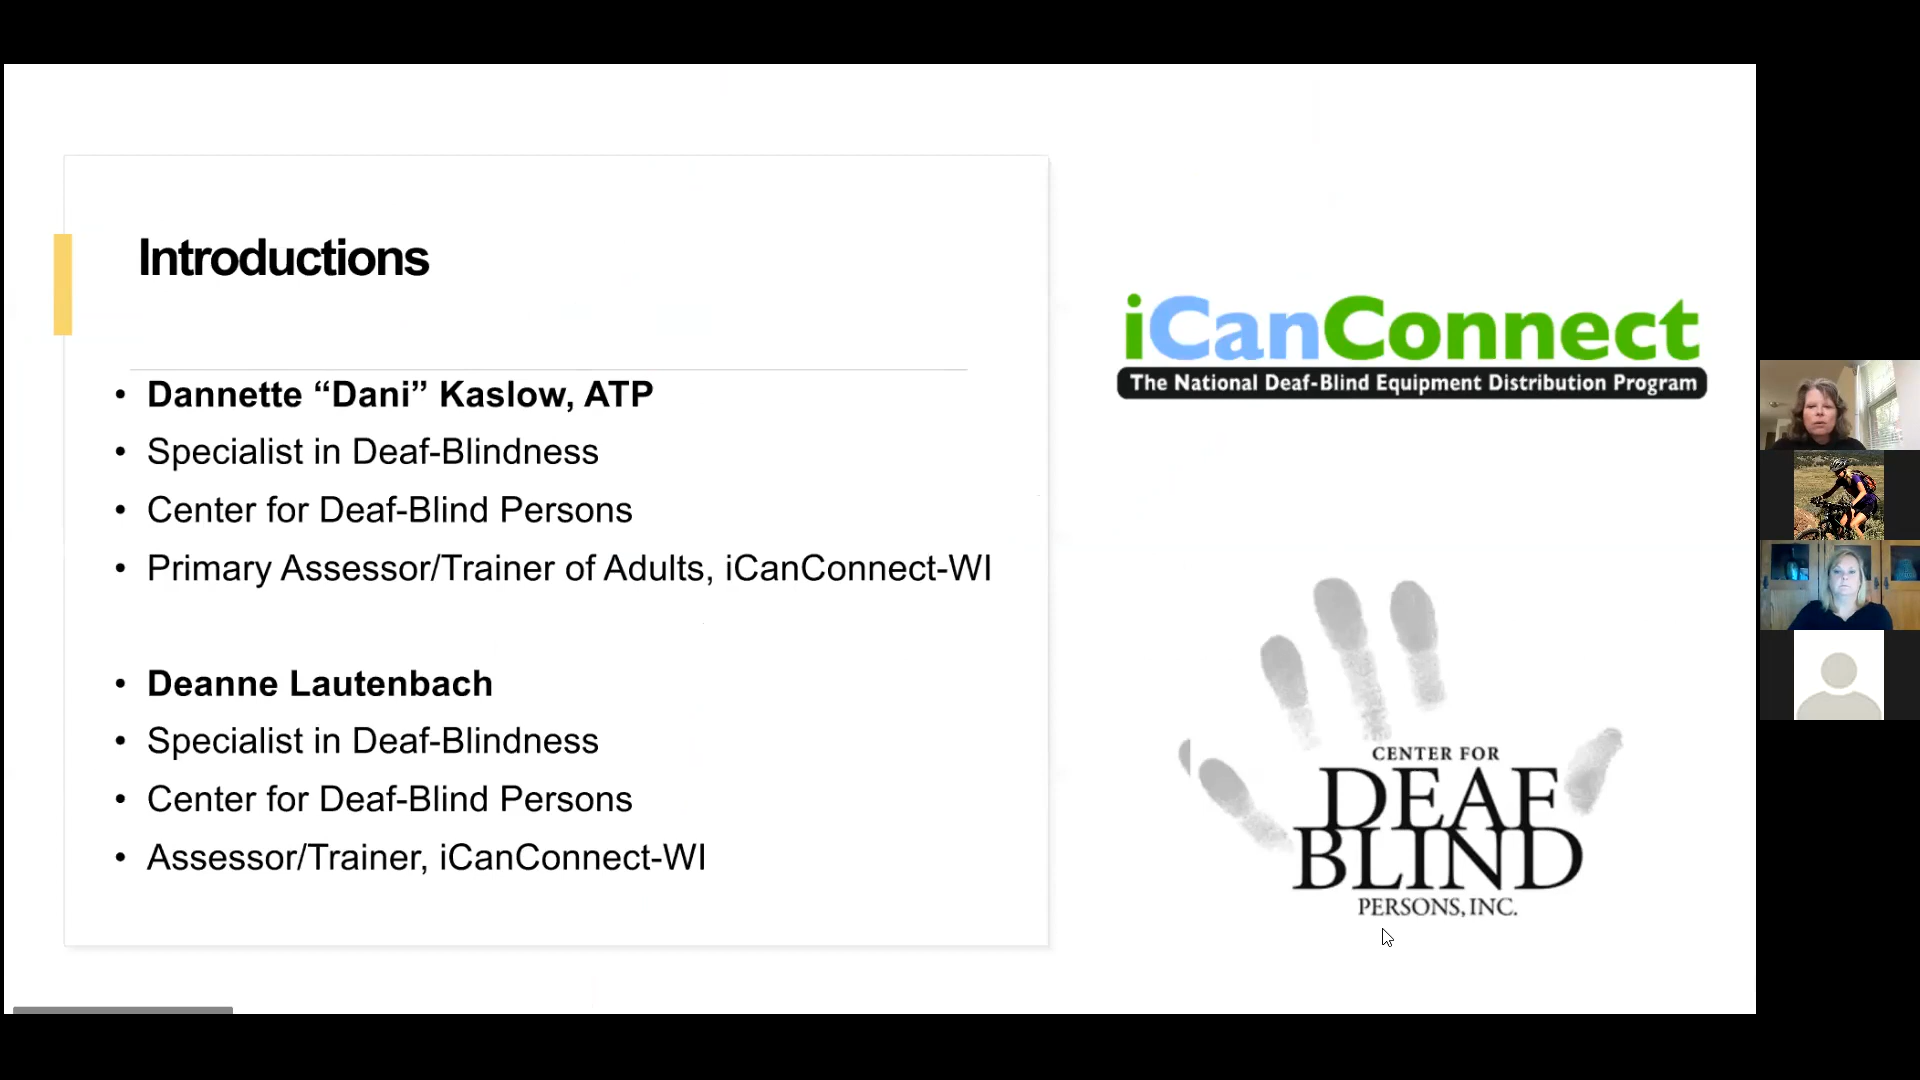 Introductions
• Dannette “Dani” Kaslow, ATP
• Specialist in Deaf-Blindness
• Center for Deaf-Blind Persons
• Primary Assessor/Trainer of Adults, iCanConnect-WI
• Deanne Lautenbach
• Specialist in Deaf-Blindness
• Center for Deaf-Blind Persons
• Assessor/Trainer, iCanConnect-WI
iCanConnect
The National Deaf-Blind Equipment Distribution Program
CENTER FOR
DEAF
BLIND
PERSONS, INC.